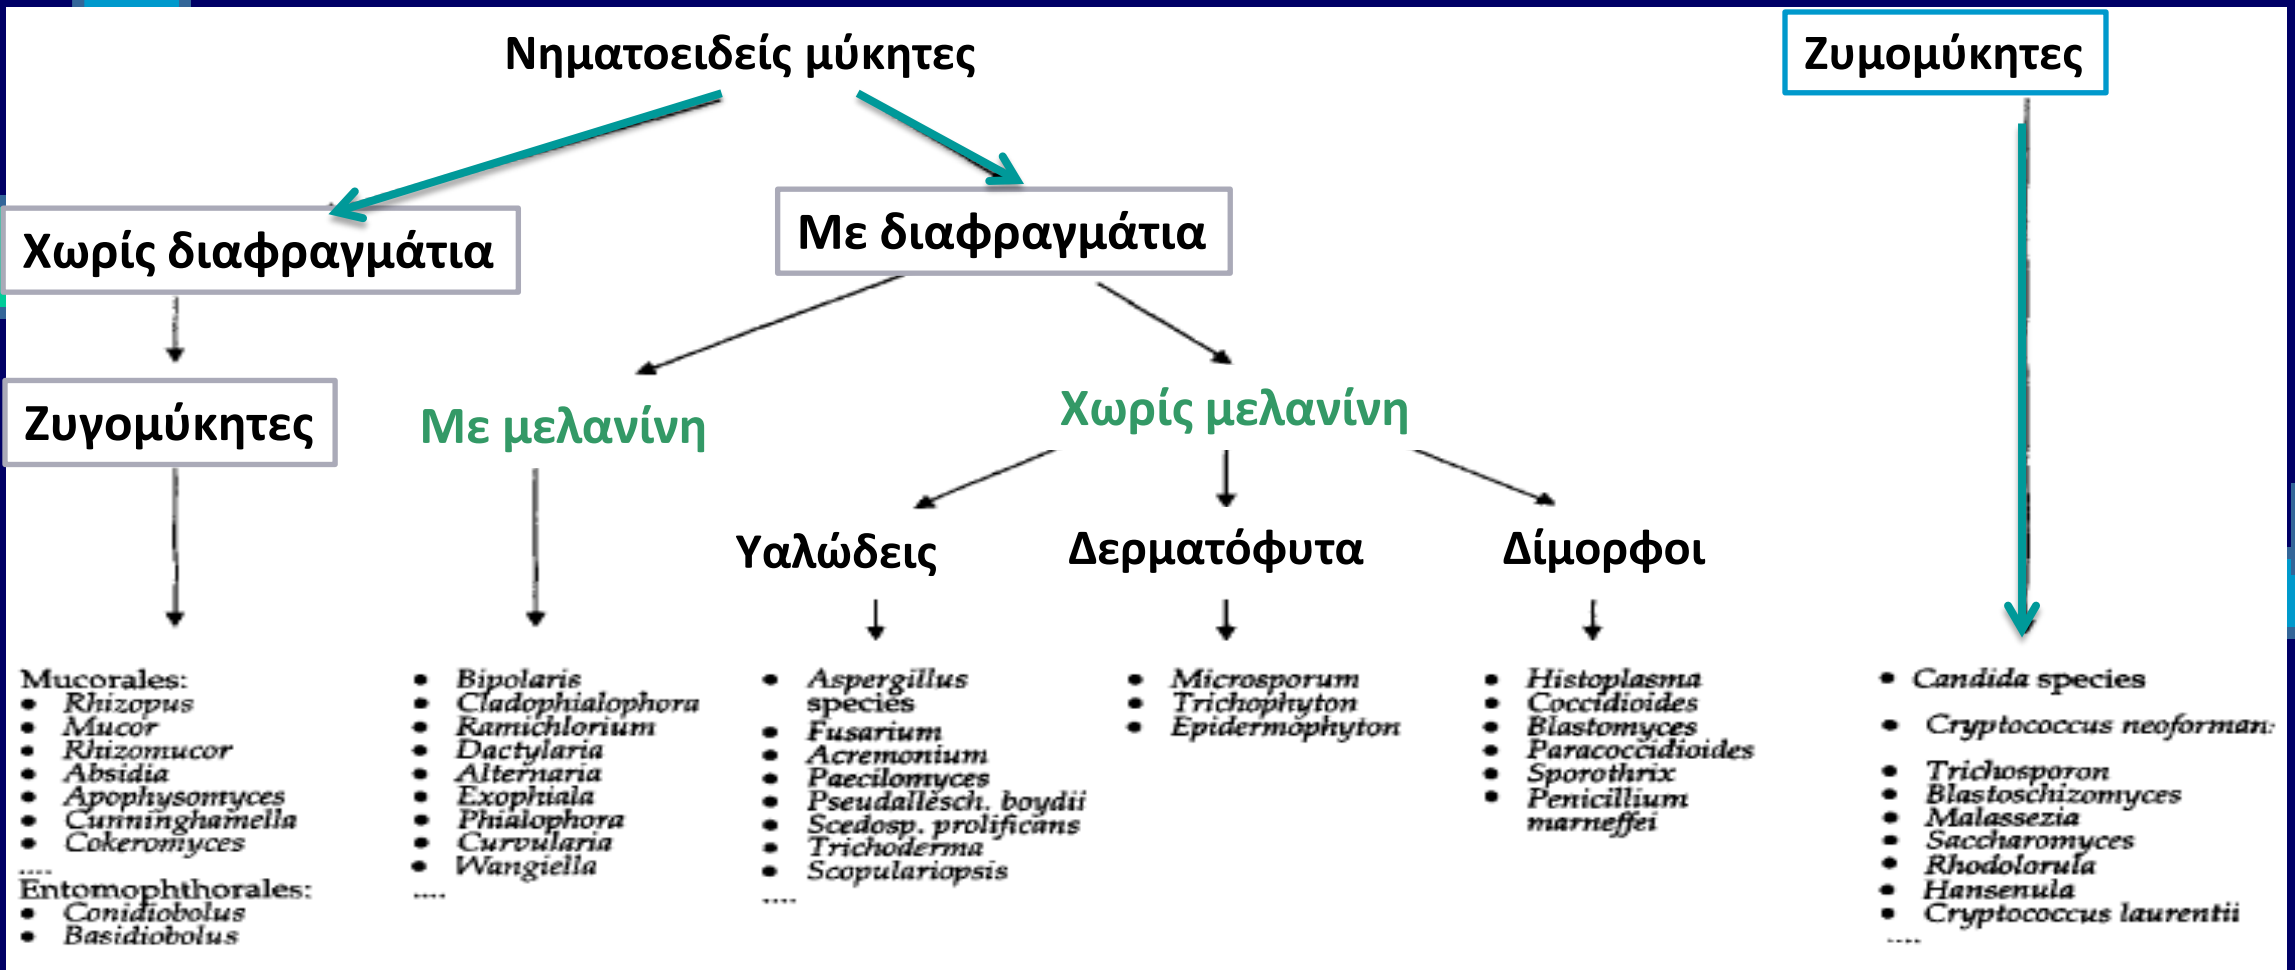 Νηματοειδείς μύκητες
Ζυμομύκητες
Χωρίς διαφραγμάτια
Με διαφραγμάτια
Ζυγομύκητες
Με μελανίνη
Χωρίς μελανίνη
Υαλώδεις
Δερματόφυτα
Δίμορφοι
Mucorales:
• Rhizopus
• Mucor
• Rhizomucor
• Absidia
• Apophysomyces
• Cunninghamella
• Cokeromyces
....
Entomophthorales:
• Conidiobolus
• Basidiobolus
• Bipolaris
• Cladophialophora
• Ramichlorium
• Dactylaria
• Alternaria
• Exophiala
• Phialophora
• Curvularia
• Wangiella
....
• Aspergillus
species
• Fusarium
• Acremonium
• Paecilomyces
• Pseudallesch. boydii
• Scedosp. prolificans
• Trichoderma
• Scopulariopsis
....
• Microsporum
• Trichophyton
• Epidermophyton
• Histoplasma
• Coccidioides
• Blastomyces
• Paracoccidioides
• Sporothrix
• Penicillium
marneffei
• Candida species
• Cryptococcus neoforman
• Trichosporon
• Blastoschizomyces
• Malassezia
• Saccharomyces
• Rhodolorula
• Hansenula
• Cryptococcus laurentii
....